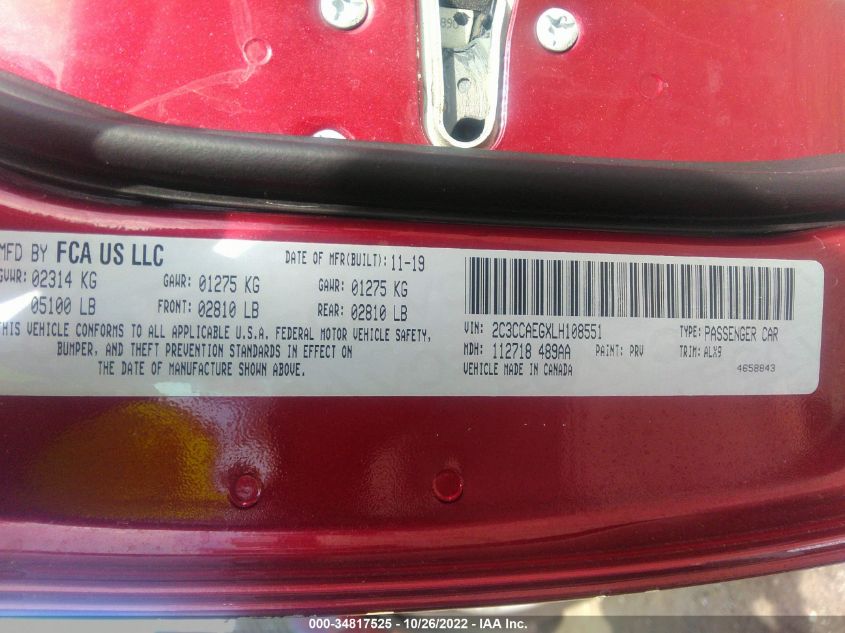 MFD BY FCA US LLC
DATE OF MFR(BUILT): 11-19
GVWR: 02314 KG GAWR: 01275 KG GAWR: 01275 KG
05100 LB FRONT: 02810 LB REAR: 02810 LB
THIS VEHICLE CONFORMS TO ALL APPLICABLE U.S.A. FEDERAL MOTOR VEHICLE SAFETY,
BUMPER, AND THEFT PREVENTION STANDARDS IN EFFECT ON
THE DATE OF MANUFACTURE SHOWN ABOVE.
VIN: 2C3CCAEGXLH108551 TYPE: PASSENGER CAR
MDH: 112718 489AA PAINT: PRV TRIM: ALX9
VEHICLE MADE IN CANADA 4658843
000-34817525 - 10/26/2022 - IAA Inc.